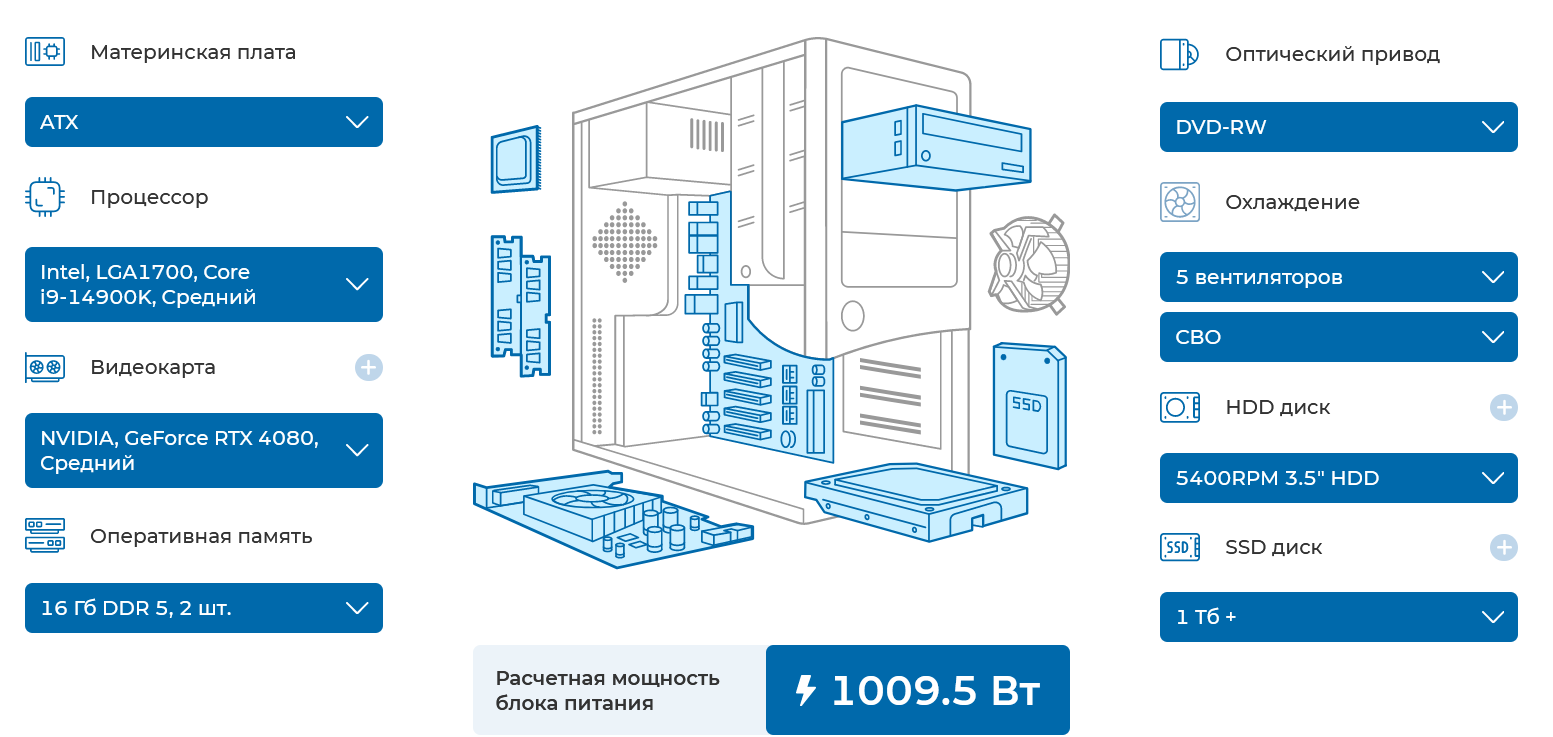 Материнская плата
ATX
Процессор
Intel, LGA1700, Core
i9-14900K, Средний
Видеокарта
NVIDIA, GeForce RTX 4080,
Средний
Оперативная память
16 Гб DDR 5, 2 шт.
SSD
Расчетная мощность
блока питания
1009.5 Вт
Оптический привод
DVD-RW
Охлаждение
5 вентиляторов
СВО
HDD диск
5400RPM 3.5" HDD
SSD
SSD диск
1 Тб +